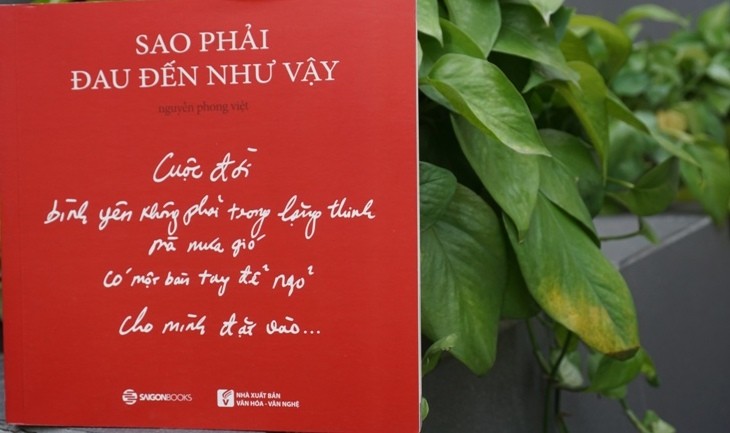 SAO PHẢI
ĐAU ĐẾN NHƯ VẬY
nguyễn phong việt
Cuộc đời
bình yên không phải trong lặng thinh
mà mưa gió
có một bàn tay để ngỏ
cho mình đặt vào...
SAIGONBOOKS
NHÀ XUẤT BẢN
VĂN HÓA - VĂN NGHỆ